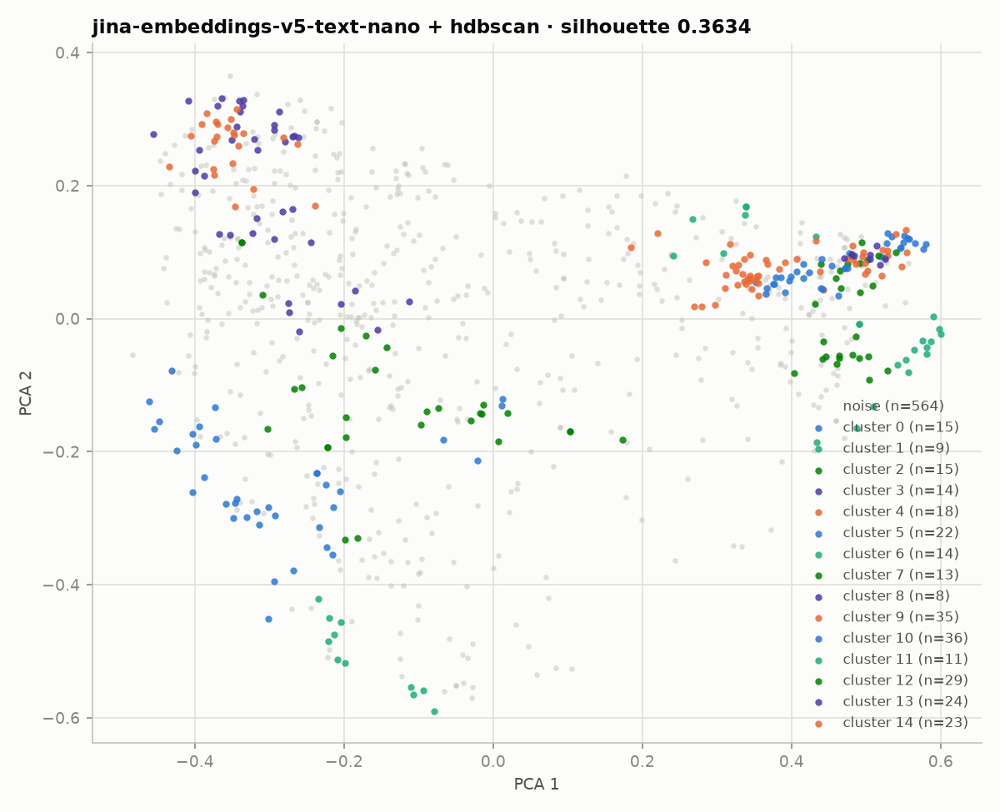 jina-embeddings-v5-text-nano + hdbscan · silhouette 0.3634
0.4
0.2
0.0
−0.2
−0.4
−0.6
PCA 2
noise (n=564)
cluster 0 (n=15)
cluster 1 (n=9)
cluster 2 (n=15)
cluster 3 (n=14)
cluster 4 (n=18)
cluster 5 (n=22)
cluster 6 (n=14)
cluster 7 (n=13)
cluster 8 (n=8)
cluster 9 (n=35)
cluster 10 (n=36)
cluster 11 (n=11)
cluster 12 (n=29)
cluster 13 (n=24)
cluster 14 (n=23)
−0.4 −0.2 0.0 0.2 0.4 0.6
PCA 1